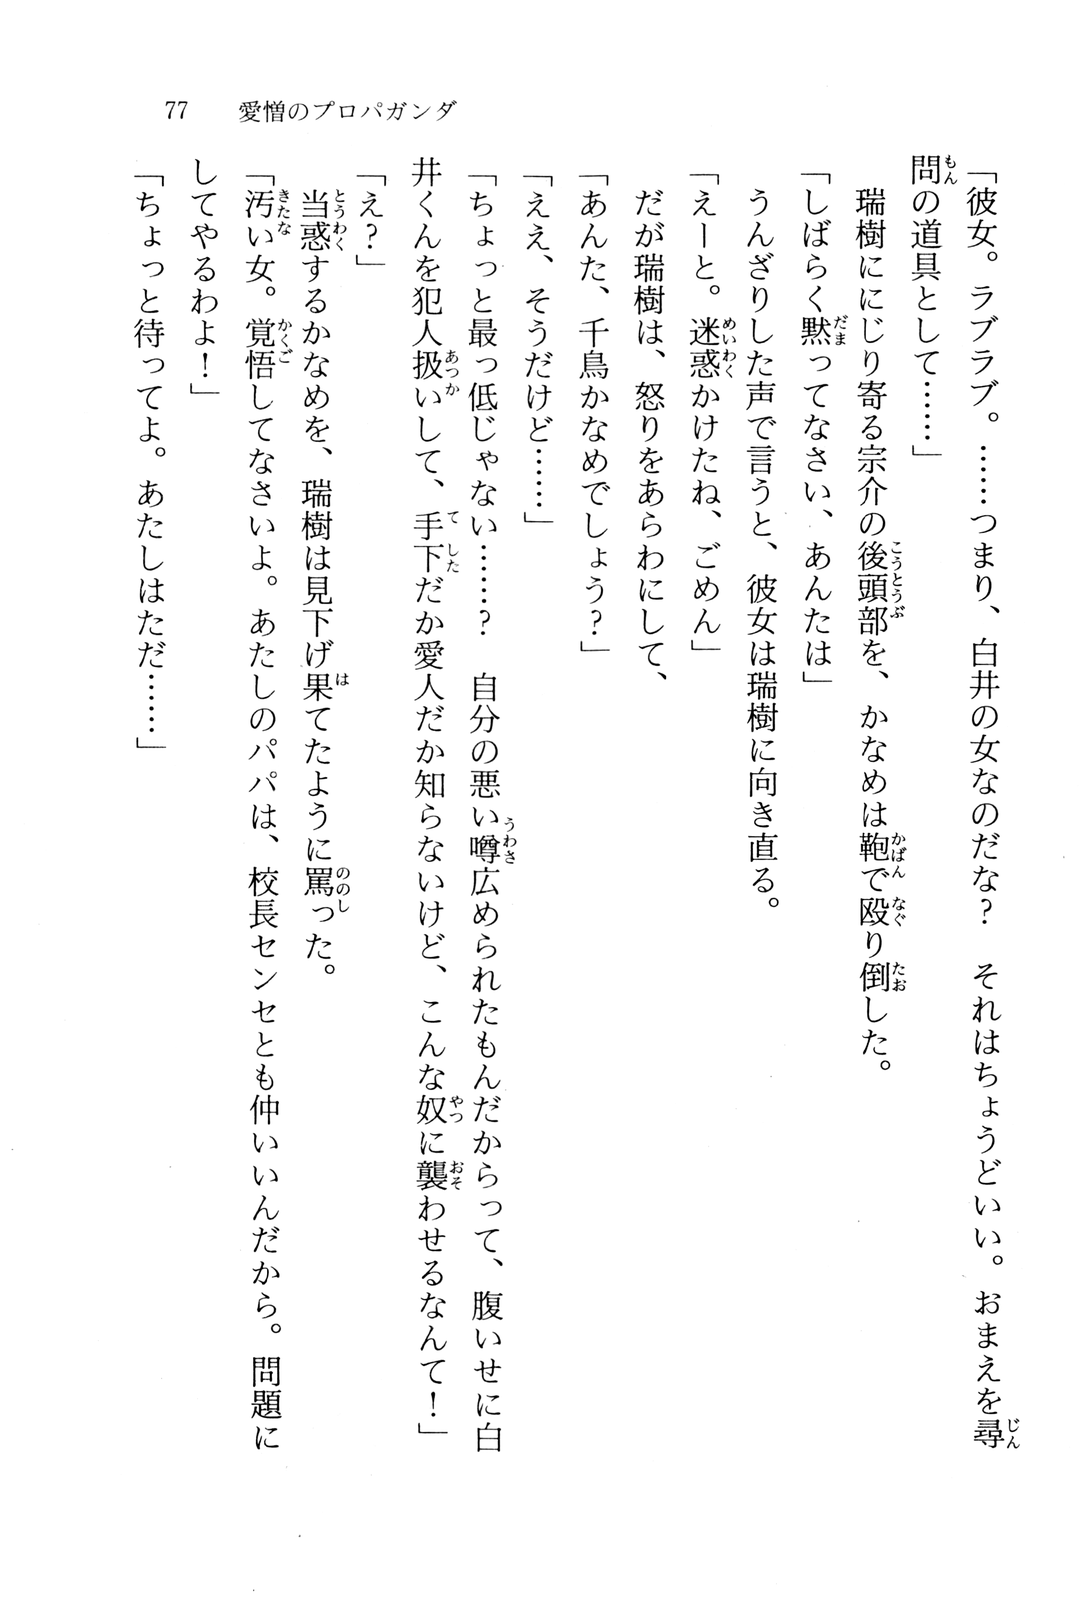 77　愛憎のプロパガンダ
「彼女。ラブラブ。……つまり、白井の女なのだな？　それはちょうどいい。おまえを尋
問の道具として……」
　瑞樹ににじり寄る宗介の後頭部を、かなめは鞄で殴り倒した。
「しばらく黙ってなさい、あんたは」
　うんざりした声で言うと、彼女は瑞樹に向き直る。
「えーと。迷惑かけたね、ごめん」
　だが瑞樹は、怒りをあらわにして、
「あんた、千鳥かなめでしょう？」
「ええ、そうだけど……」
「ちょっと最っ低じゃない……？　自分の悪い噂広められたもんだからって、腹いせに白
井くんを犯人扱いして、手下だか愛人だか知らないけど、こんな奴に襲わせるなんて！」
「え？」
　当惑するかなめを、瑞樹は見下げ果てたように罵った。
「汚い女。覚悟してなさいよ。あたしのパパは、校長センセとも仲いいんだから。問題に
してやるわよ！」
「ちょっと待ってよ。あたしはただ……」